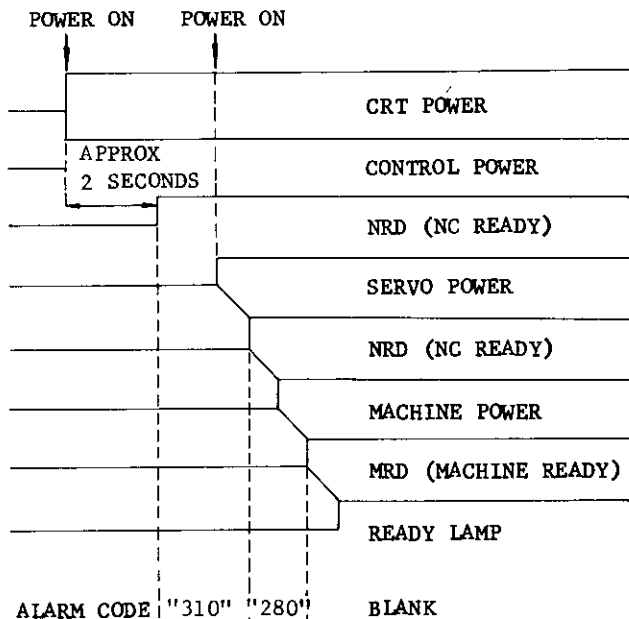 POWER ON POWER ON
CRT POWER
APPROX
2 SECONDS
CONTROL POWER
NRD (NC READY)
SERVO POWER
NRD (NC READY)
MACHINE POWER
MRD (MACHINE READY)
READY LAMP
ALARM CODE "310" "280" BLANK